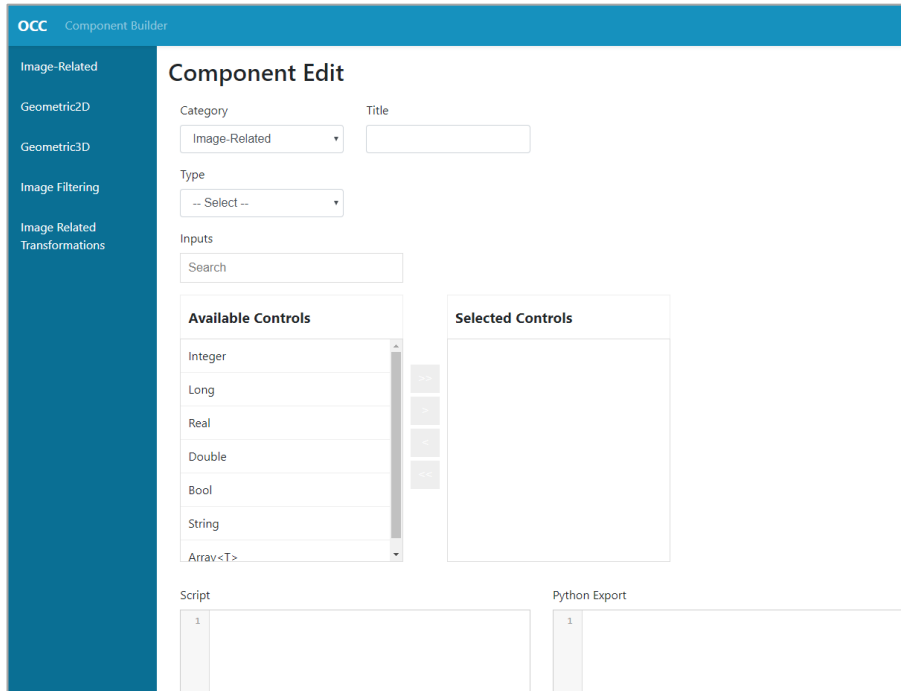 OCC Component Builder
Image-Related
Geometric2D
Geometric3D
Image Filtering
Image Related
Transformations
Component Edit
Category Title
Image-Related
Type
-- Select --
Inputs
Search
Available Controls
Integer
Long
Real
Double
Bool
String
Array<T>
>>
>
<
<<
Selected Controls
Script Python Export
1 1